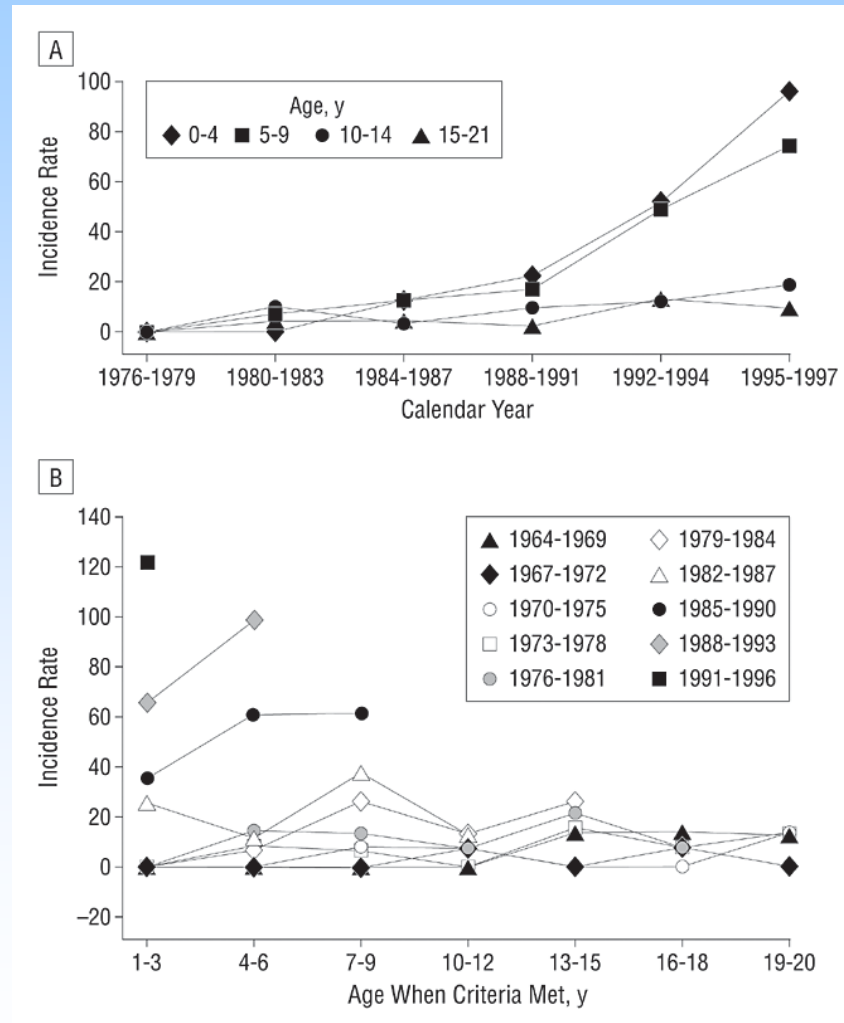 A
100
80
60
40
20
0
Incidence Rate
Age, y
0-4 5-9 10-14 15-21
1976-1979 1980-1983 1984-1987 1988-1991 1992-1994 1995-1997
Calendar Year
B
140
120
100
80
60
40
20
0
–20
Incidence Rate
1964-1969 1979-1984
1967-1972 1982-1987
1970-1975 1985-1990
1973-1978 1988-1993
1976-1981 1991-1996
1-3 4-6 7-9 10-12 13-15 16-18 19-20
Age When Criteria Met, y